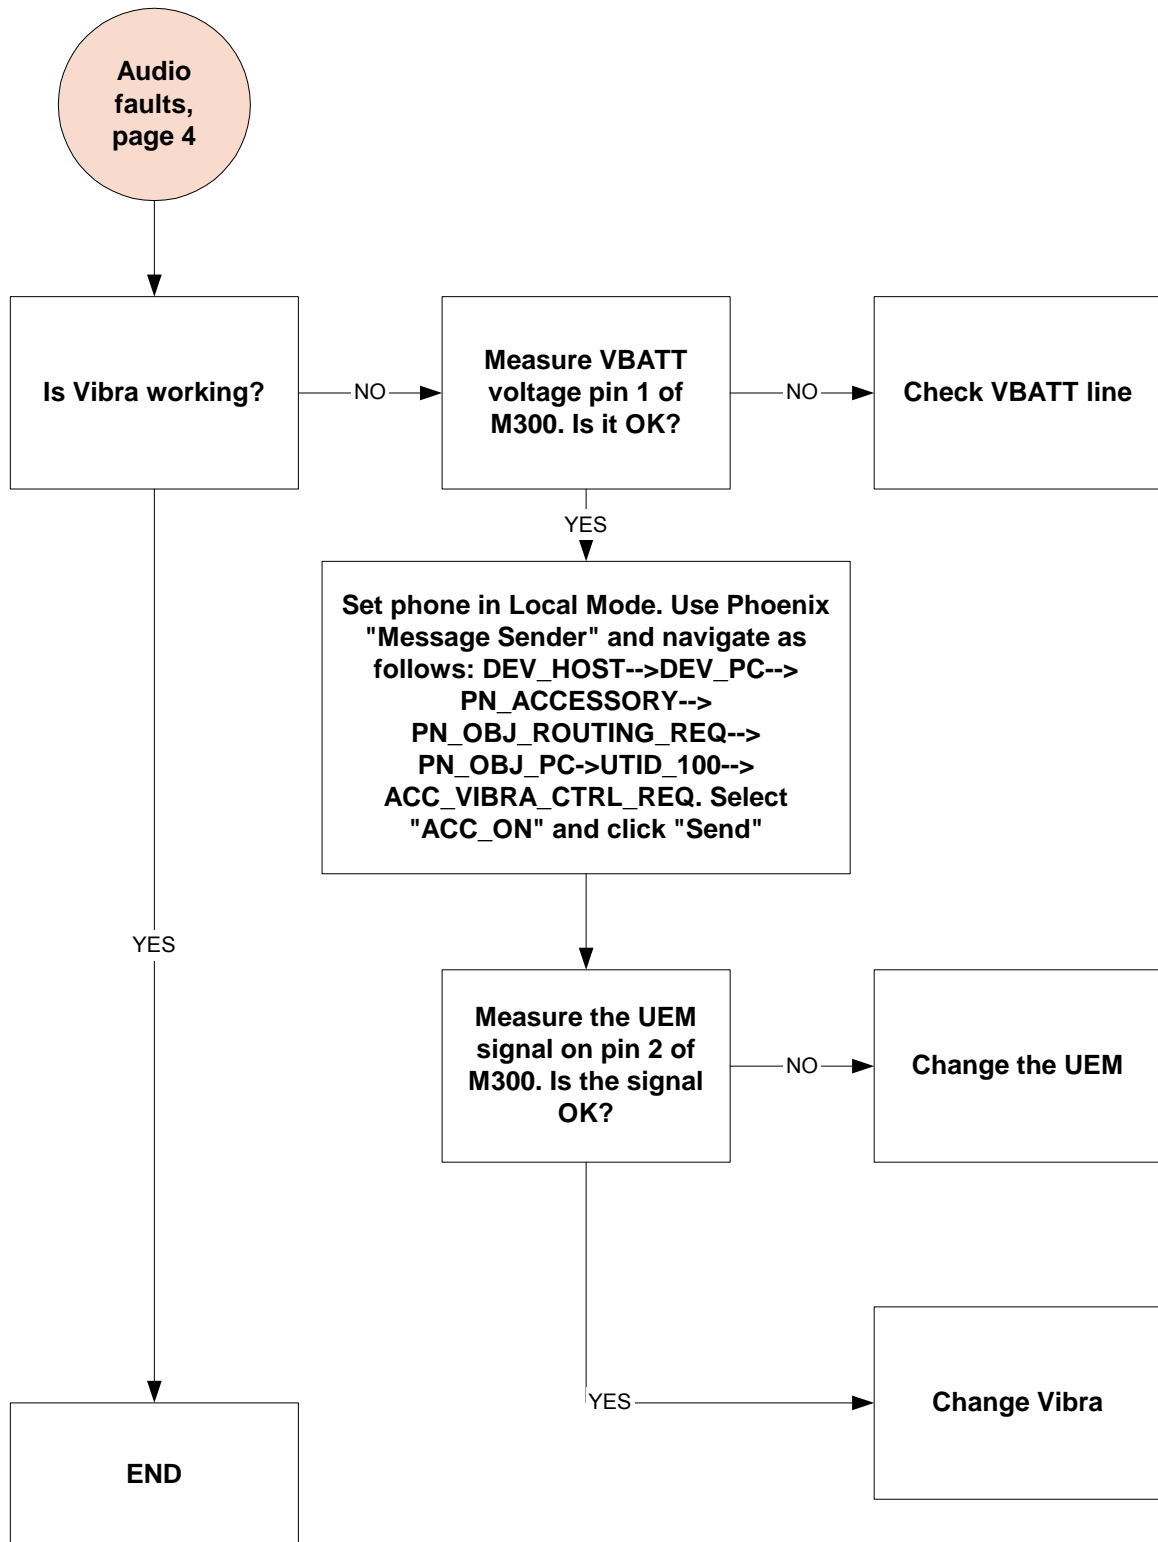 Audio
faults,
page 4
Is Vibra working?
NO
Measure VBATT
voltage pin 1 of
M300. Is it OK?
NO
Check VBATT line
YES
Set phone in Local Mode. Use Phoenix
"Message Sender" and navigate as
follows: DEV_HOST-->DEV_PC-->
PN_ACCESSORY-->
PN_OBJ_ROUTING_REQ-->
PN_OBJ_PC->UTID_100-->
ACC_VIBRA_CTRL_REQ. Select
"ACC_ON" and click "Send"
YES
Measure the UEM
signal on pin 2 of
M300. Is the signal
OK?
NO
Change the UEM
YES
Change Vibra
END